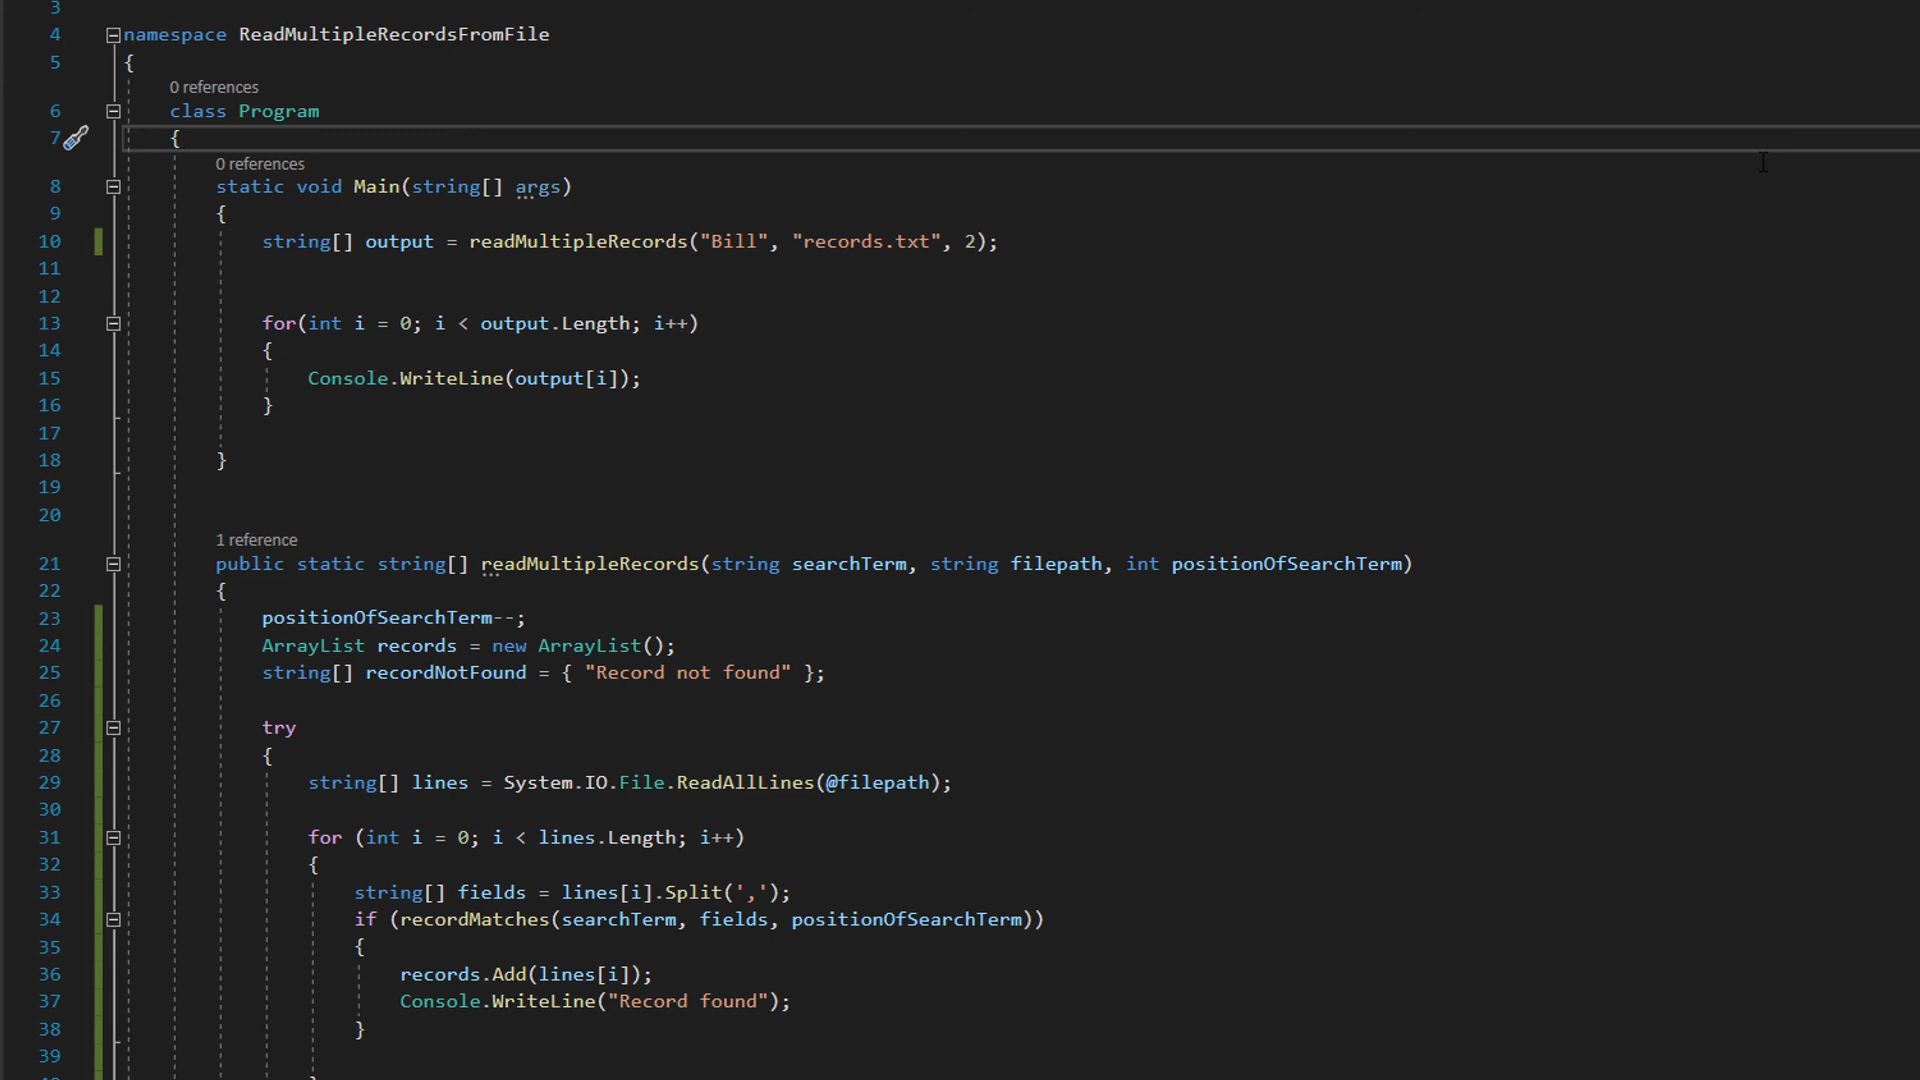 3
4 namespace ReadMultipleRecordsFromFile
5 {
0 references
6 class Program
7 {
0 references
8 static void Main(string[] args)
9 {
10 string[] output = readMultipleRecords("Bill", "records.txt", 2);
11
12
13 for(int i = 0; i < output.Length; i++)
14 {
15 Console.WriteLine(output[i]);
16 }
17
18 }
19
20
1 reference
21 public static string[] readMultipleRecords(string searchTerm, string filepath, int positionOfSearchTerm)
22 {
23 positionOfSearchTerm--;
24 ArrayList records = new ArrayList();
25 string[] recordNotFound = { "Record not found" };
26
27 try
28 {
29 string[] lines = System.IO.File.ReadAllLines(@filepath);
30
31 for (int i = 0; i < lines.Length; i++)
32 {
33 string[] fields = lines[i].Split(',');
34 if (recordMatches(searchTerm, fields, positionOfSearchTerm))
35 {
36 records.Add(lines[i]);
37 Console.WriteLine("Record found");
38 }
39